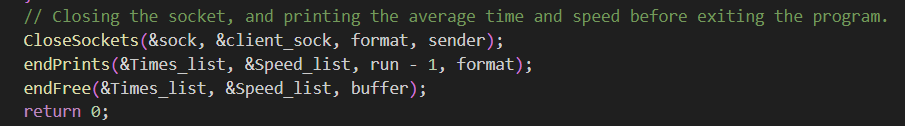 // Closing the socket, and printing the average time and speed before exiting the program.
CloseSockets(&sock, &client_sock, format, sender);
endPrints(&Times_list, &Speed_list, run - 1, format);
endFree(&Times_list, &Speed_list, buffer);
return 0;